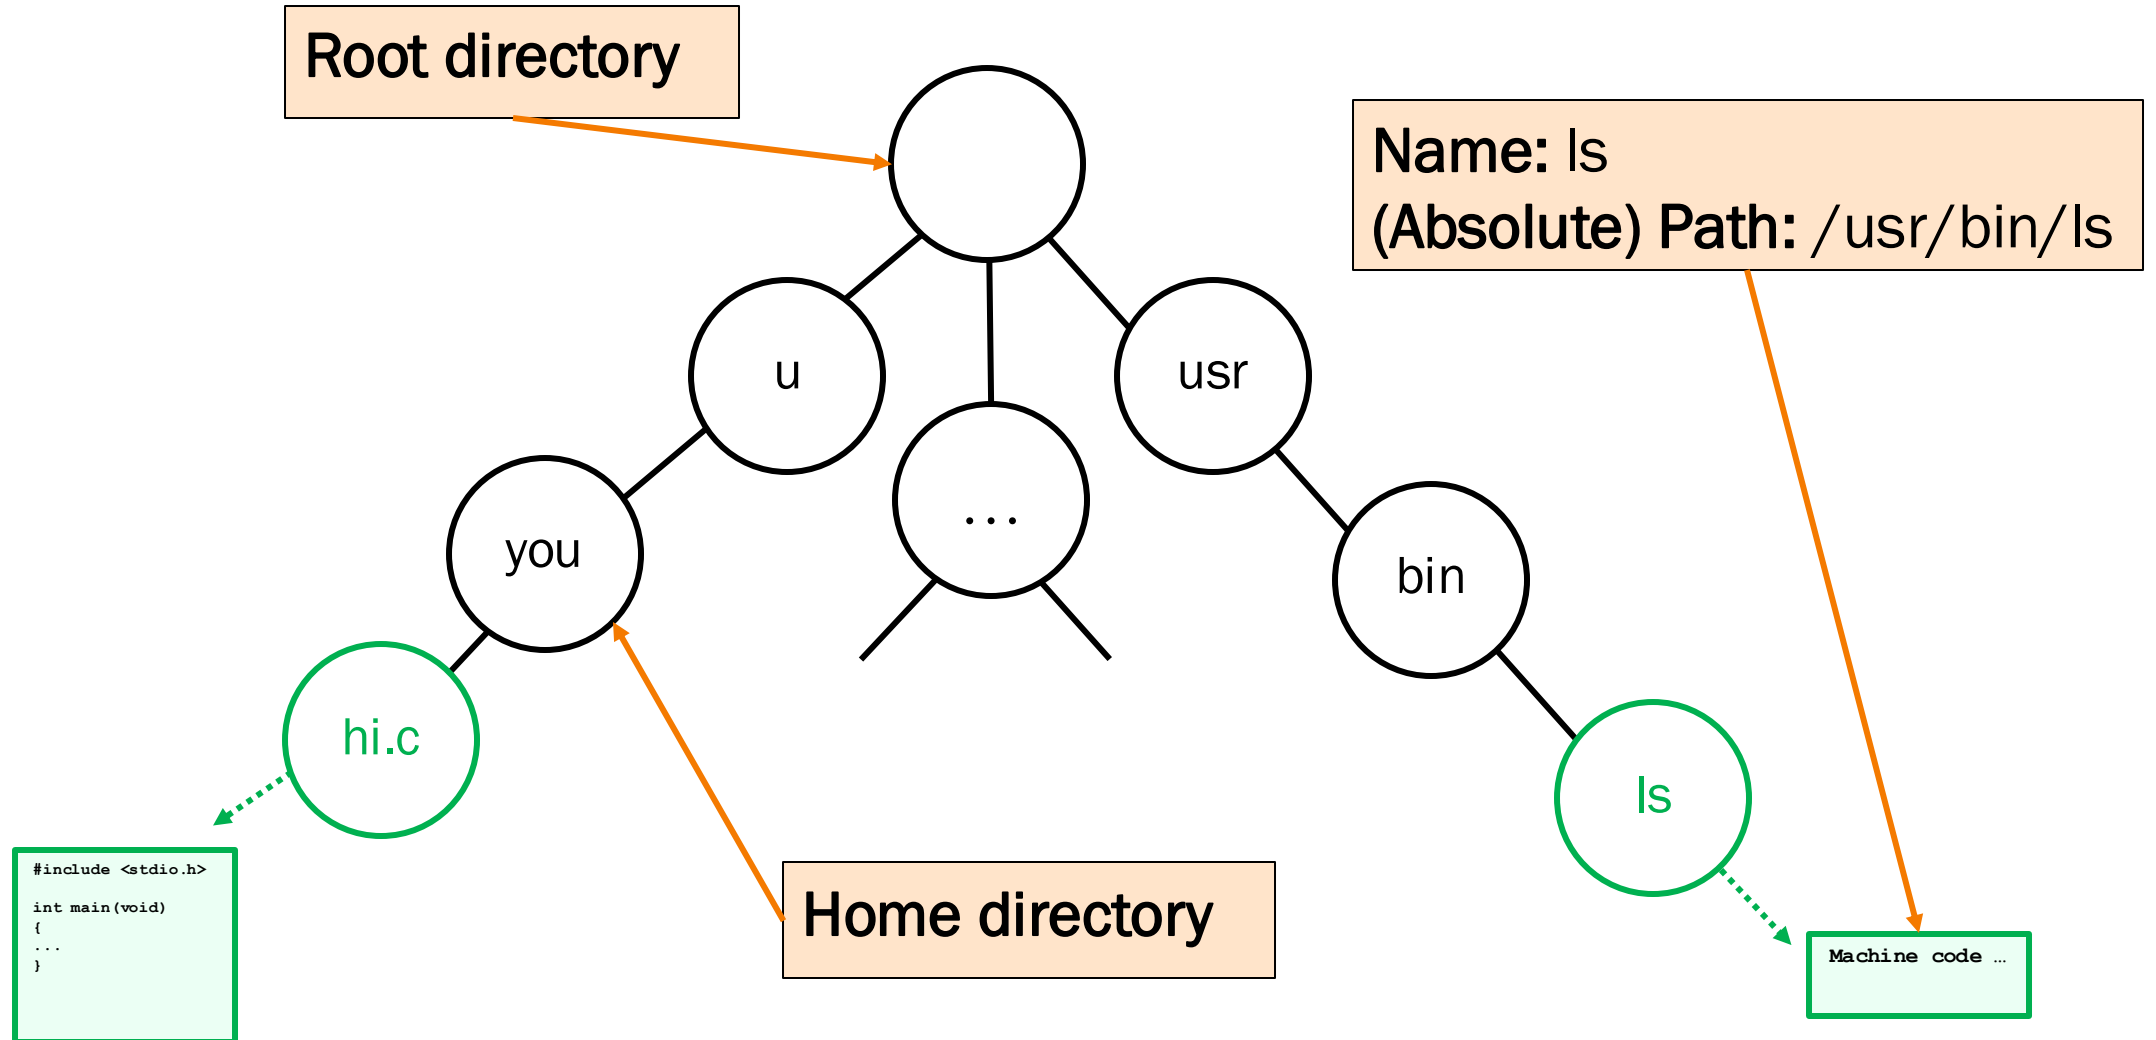 Root directory
Name: ls
(Absolute) Path: /usr/bin/ls
u
usr
...
you
bin
hi.c
ls
#include <stdio.h>
int main(void)
{
...
}
Home directory
Machine code …